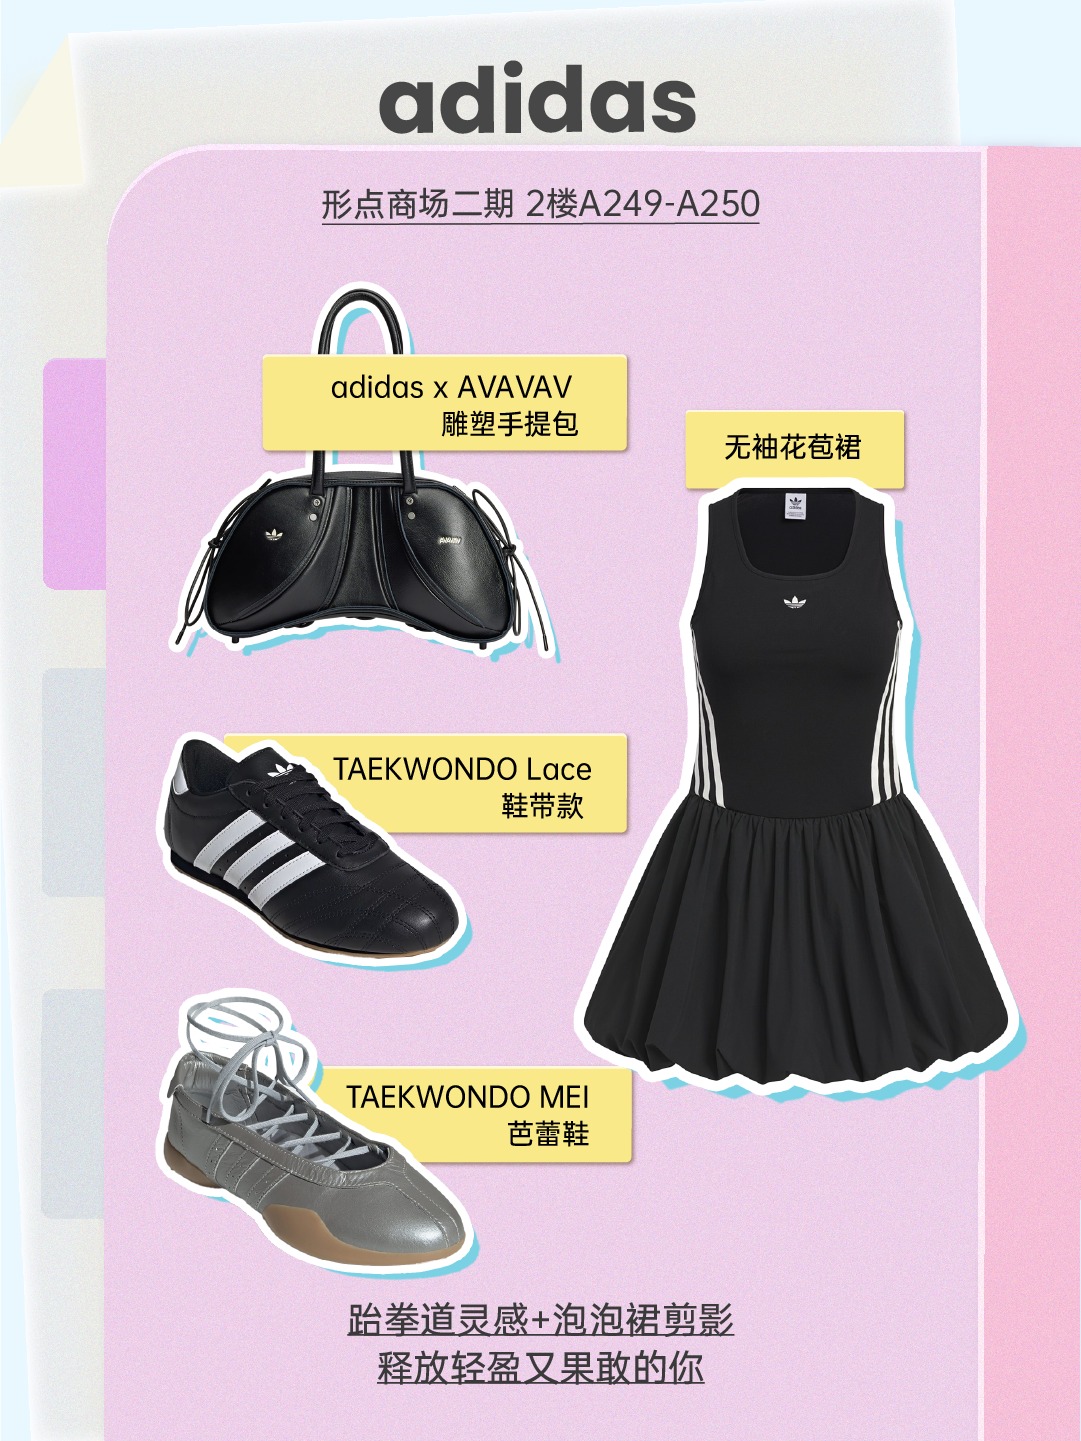 adidas
形点商场二期 2楼A249-A250
adidas x AVAVAV
雕塑手提包
无袖花苞裙
TAEKWONDO Lace
鞋带款
TAEKWONDO MEI
芭蕾鞋
跆拳道灵感+泡泡裙剪影
释放轻盈又果敢的你